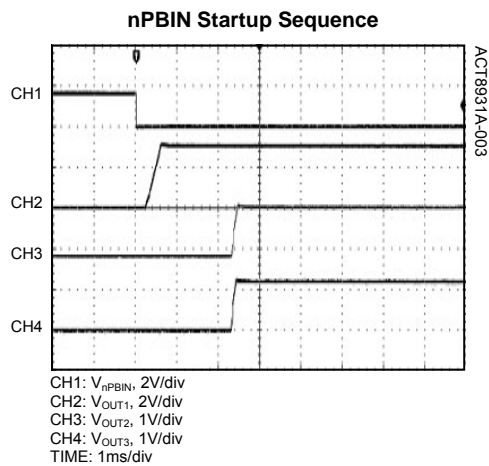 nPBIN Startup Sequence
CH1
CH2
CH3
CH4
ACT8931A-003
CH1: VnPBIN, 2V/div
CH2: VOUT1, 2V/div
CH3: VOUT2, 1V/div
CH4: VOUT3, 1V/div
TIME: 1ms/div